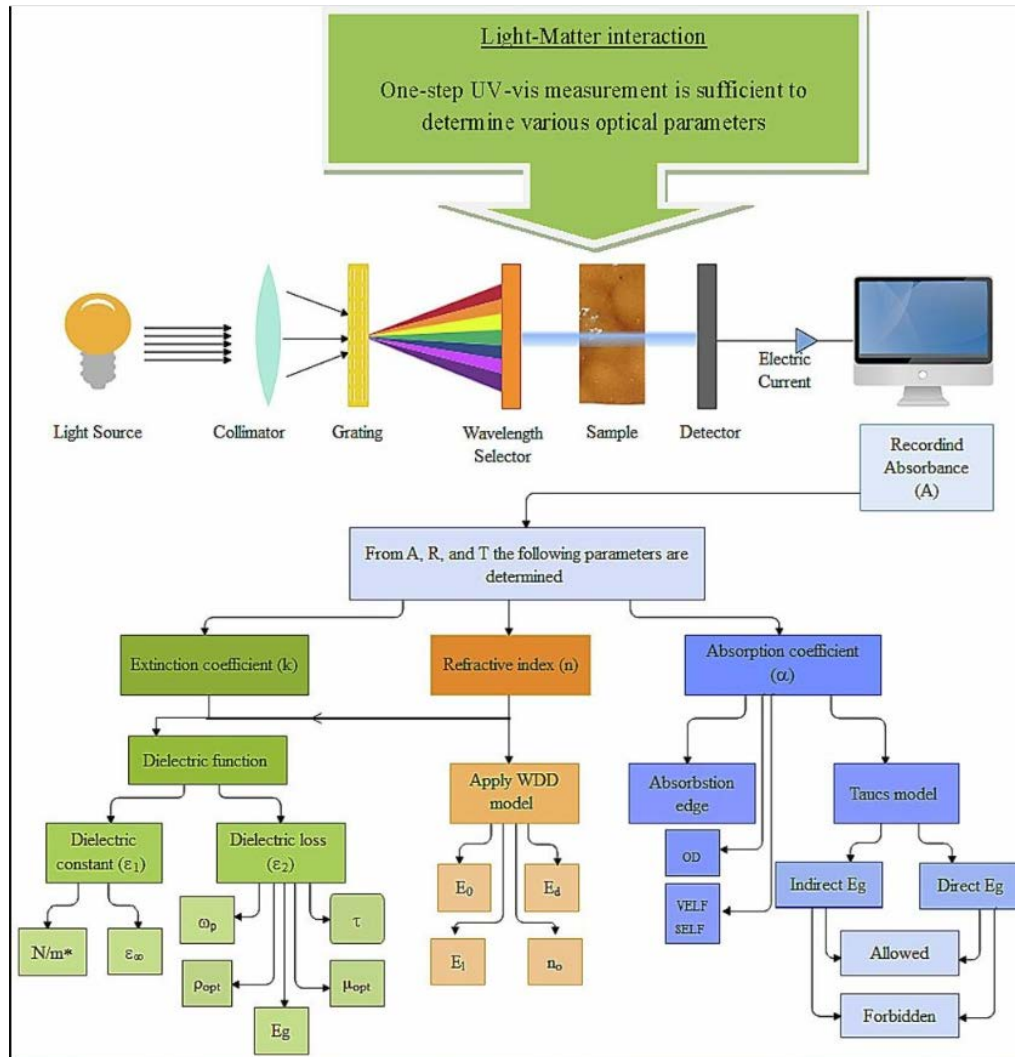 Light-Matter interaction
One-step UV-vis measurement is sufficient to
determine various optical parameters
Electric
Current
Light Source
Collimator
Grating
Wavelength
Selector
Sample
Detector
Recordind
Absorbance
(A)
From A, R, and T the following parameters are
determined
Extinction coefficient (k)
Refractive index (n)
Absorption coefficient
(α)
Dielectric function
Apply WDD
model
Absorbstion
edge
Taucs model
Dielectric
constant (ε₁)
Dielectric loss
(ε₂)
OD
Indirect Eg
Direct Eg
E₀
E_d
ωₚ
τ
VELF
SELF
N/m*
ε∞
Allowed
E₁
nₒ
ρopt
μopt
Eg
Forbidden